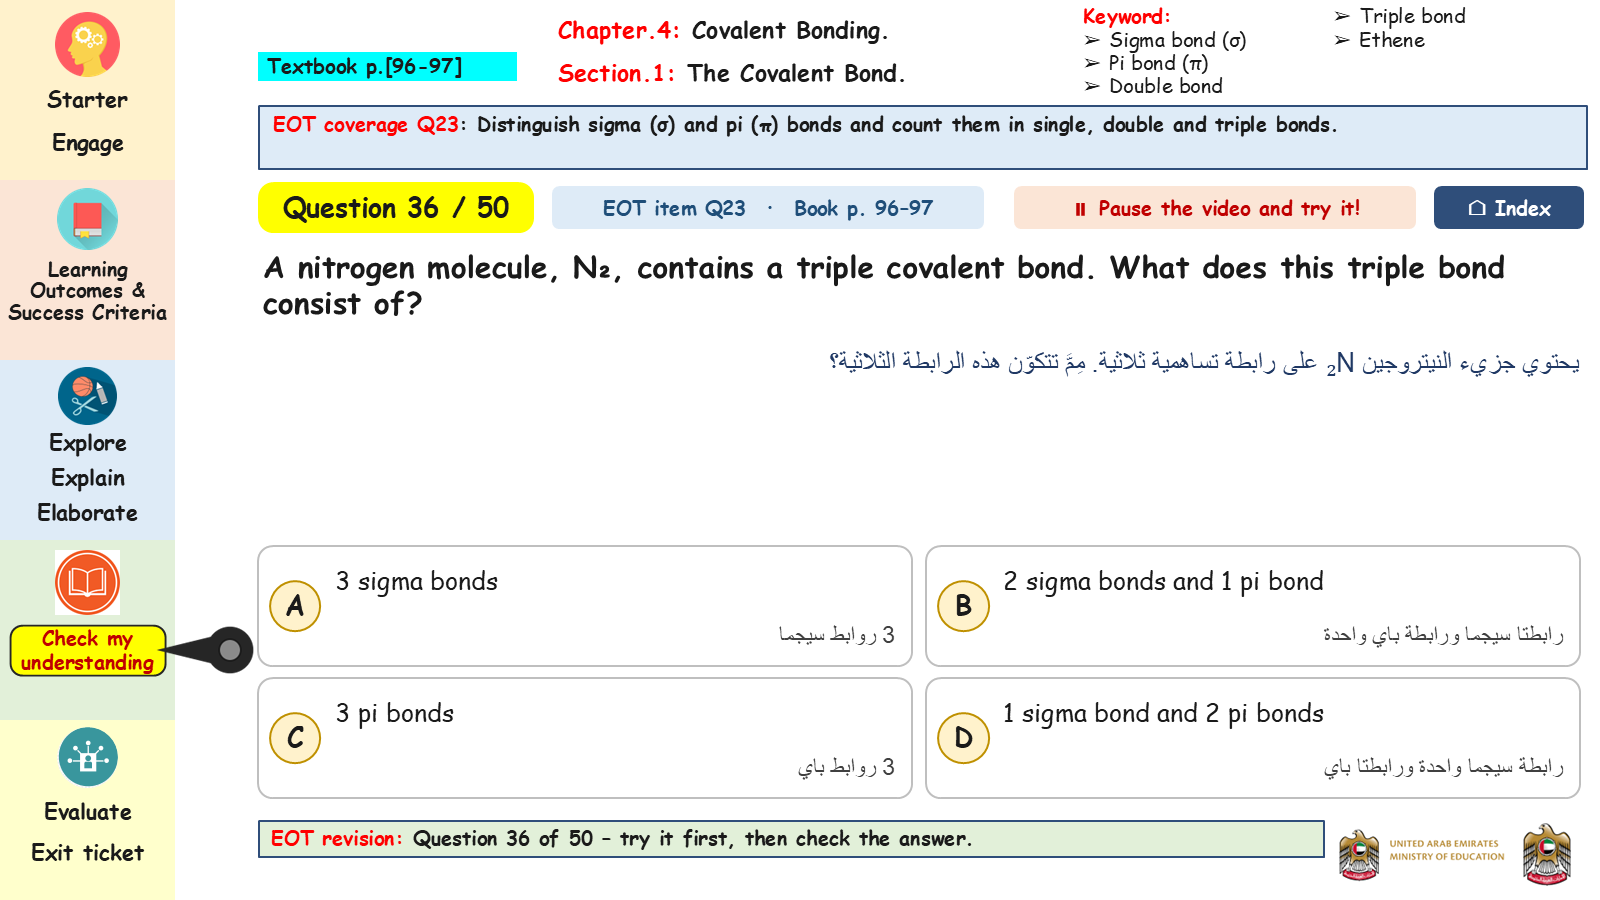 Starter
Engage
Learning
Outcomes &
Success Criteria
Explore
Explain
Elaborate
Check my
understanding
Evaluate
Exit ticket
Textbook p.[96-97]
Chapter.4: Covalent Bonding.
Section.1: The Covalent Bond.
Keyword:
➢ Sigma bond (σ)
➢ Pi bond (π)
➢ Double bond
➢ Triple bond
➢ Ethene
EOT coverage Q23: Distinguish sigma (σ) and pi (π) bonds and count them in single, double and triple bonds.
Question 36 / 50
EOT item Q23 · Book p. 96–97
⏸ Pause the video and try it!
⌂ Index
A nitrogen molecule, N₂, contains a triple covalent bond. What does this triple bond
consist of?
يحتوي جزيء النيتروجين N₂ على رابطة تساهمية ثلاثية. مِمَّ تتكوّن هذه الرابطة الثلاثية؟
A
3 sigma bonds
3 روابط سيجما
B
2 sigma bonds and 1 pi bond
رابطتا سيجما ورابطة باي واحدة
C
3 pi bonds
3 روابط باي
D
1 sigma bond and 2 pi bonds
رابطة سيجما واحدة ورابطتا باي
EOT revision: Question 36 of 50 – try it first, then check the answer.
UNITED ARAB EMIRATES
MINISTRY OF EDUCATION